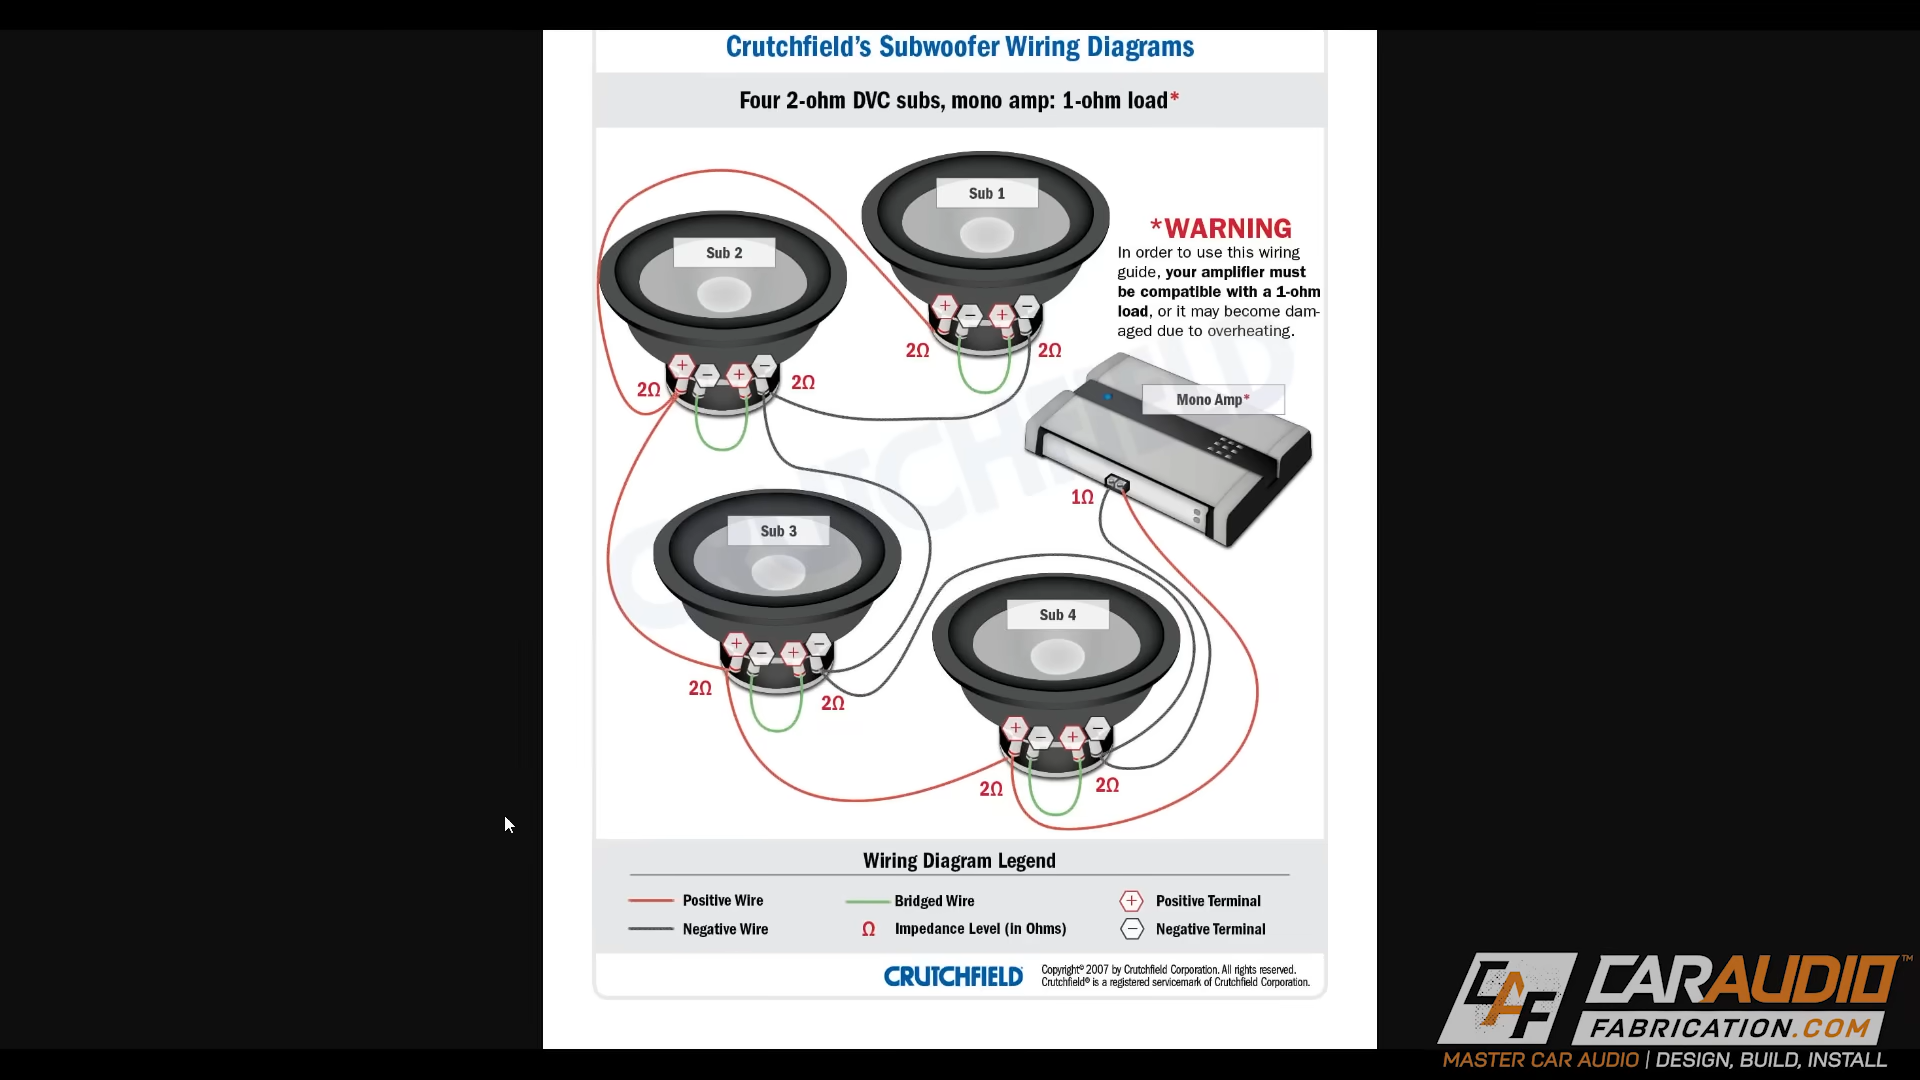 Crutchfield's Subwoofer Wiring Diagrams
Four 2-ohm DVC subs, mono amp: 1-ohm load*
Sub 1
Sub 2
*WARNING
In order to use this wiring
guide, your amplifier must
be compatible with a 1-ohm
load, or it may become dam-
aged due to overheating.
+ − + −
2Ω 2Ω
+ − + −
2Ω 2Ω
Mono Amp*
1Ω
CRUTCHFIELD
Sub 3
Sub 4
+ − + −
2Ω 2Ω
+ − + −
2Ω 2Ω
Wiring Diagram Legend
Positive Wire
Bridged Wire
+ Positive Terminal
Negative Wire
Ω Impedance Level (in Ohms)
− Negative Terminal
CRUTCHFIELD
Copyright® 2007 by Crutchfield Corporation. All rights reserved.
Crutchfield® is a registered servicemark of Crutchfield Corporation.
CAF
CARAUDIO™
FABRICATION.COM
MASTER CAR AUDIO | DESIGN, BUILD, INSTALL